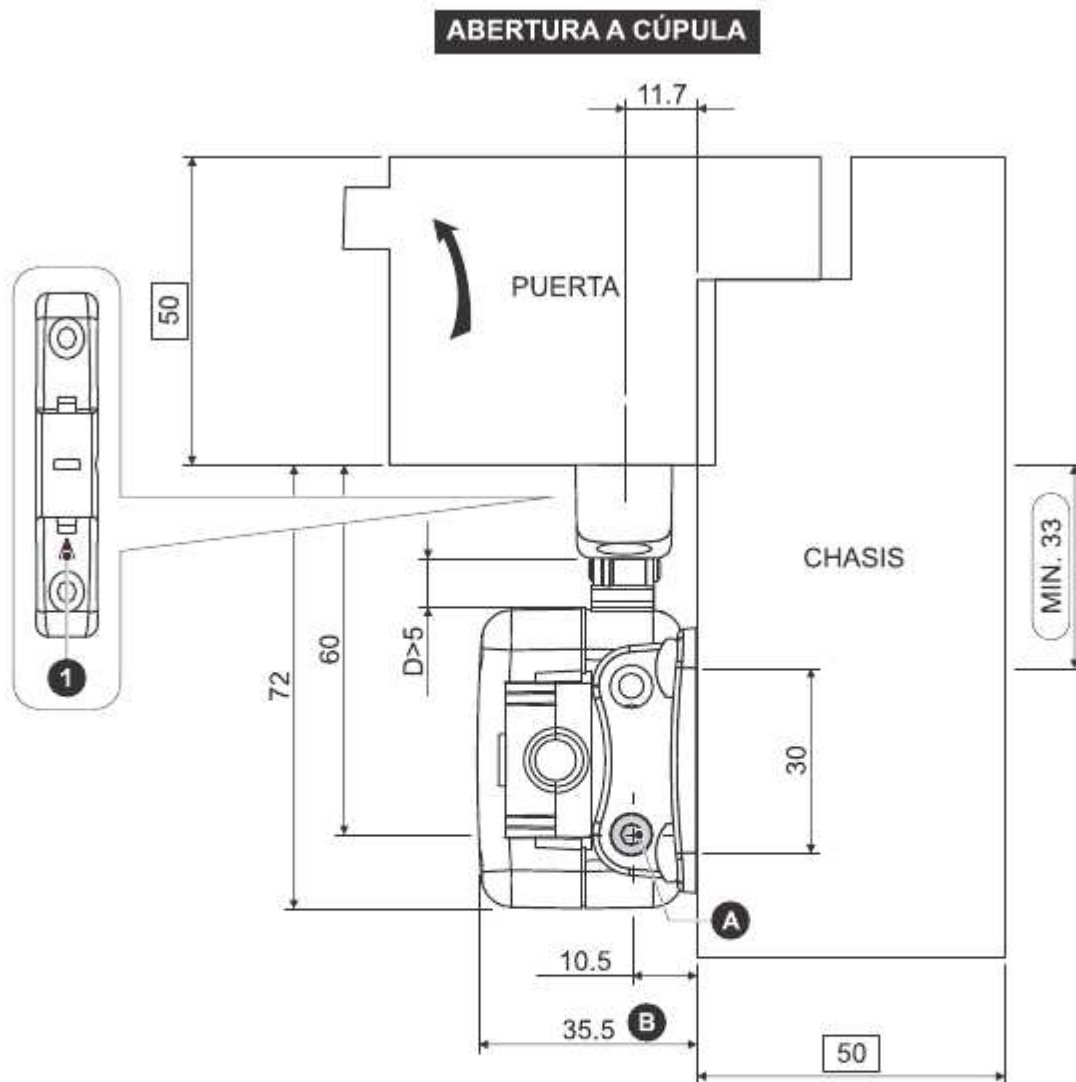 ABERTURA A CÚPULA
11.7
50
PUERTA
CHASIS
MIN. 33
1
D>5
60
72
30
A
10.5
B
35.5
50